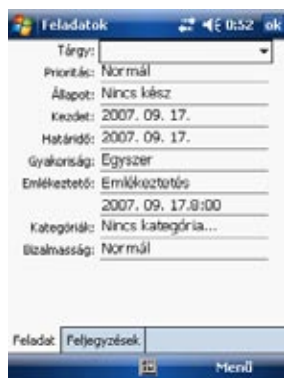 Feladatok 0:52 ok
Tárgy:
Prioritás: Normál
Állapot: Nincs kész
Kezdet: 2007. 09. 17.
Határidő: 2007. 09. 17.
Gyakoriság: Egyszer
Emlékeztető: Emlékeztetés
2007. 09. 17.8:00
Kategóriák: Nincs kategória...
Bizalmasság: Normál
Feladat Feljegyzések
Menü